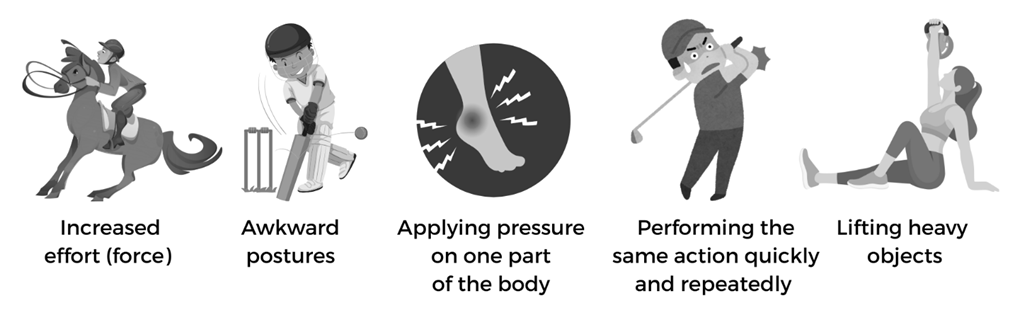 Increased
effort (force)
Awkward
postures
Applying pressure
on one part
of the body
Performing the
same action quickly
and repeatedly
Lifting heavy
objects